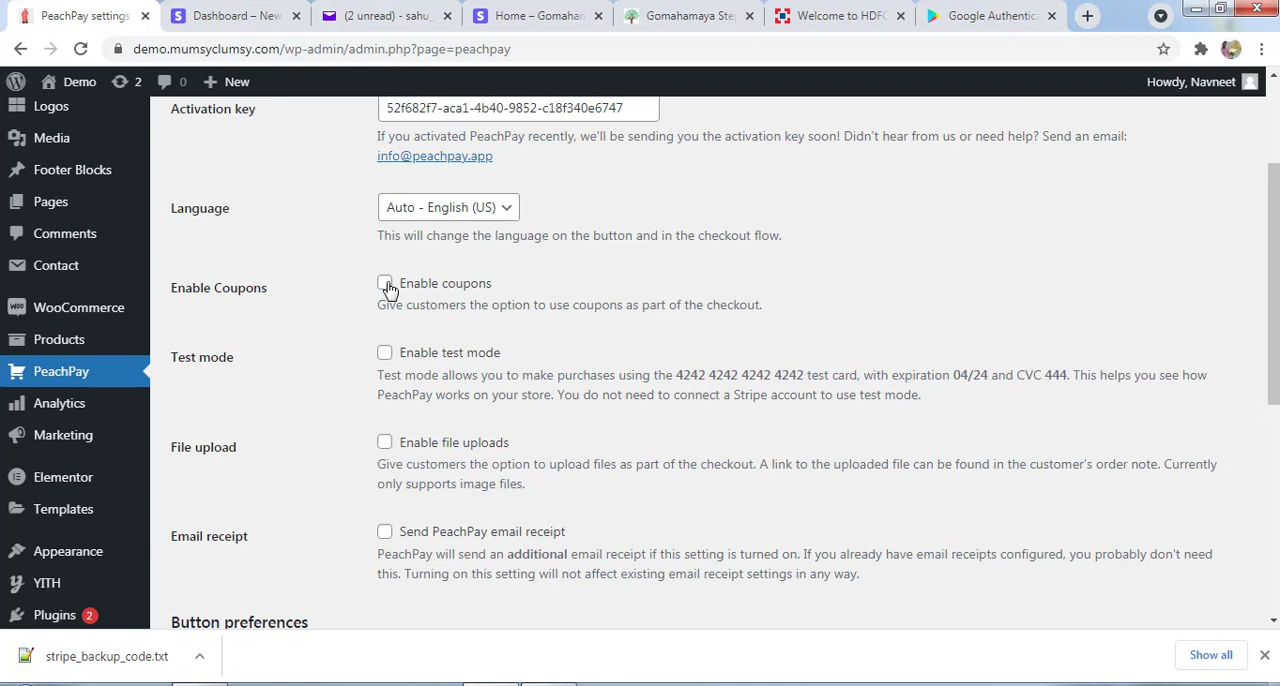 PeachPay settings
Dashboard – New
(2 unread) - sahu_
Home – Gomaham
Gomahamaya Ste
Welcome to HDFC
Google Authentica
demo.mumsyclumsy.com/wp-admin/admin.php?page=peachpay
Demo
2
0
New
Howdy, Navneet
Logos
Media
Footer Blocks
Pages
Comments
Contact
WooCommerce
Products
PeachPay
Analytics
Marketing
Elementor
Templates
Appearance
YITH
Plugins 2
Activation key
52f682f7-aca1-4b40-9852-c18f340e6747
If you activated PeachPay recently, we'll be sending you the activation key soon! Didn't hear from us or need help? Send an email:
info@peachpay.app
Language
Auto - English (US)
This will change the language on the button and in the checkout flow.
Enable Coupons
Enable coupons
Give customers the option to use coupons as part of the checkout.
Test mode
Enable test mode
Test mode allows you to make purchases using the 4242 4242 4242 4242 test card, with expiration 04/24 and CVC 444. This helps you see how
PeachPay works on your store. You do not need to connect a Stripe account to use test mode.
File upload
Enable file uploads
Give customers the option to upload files as part of the checkout. A link to the uploaded file can be found in the customer's order note. Currently
only supports image files.
Email receipt
Send PeachPay email receipt
PeachPay will send an additional email receipt if this setting is turned on. If you already have email receipts configured, you probably don't need
this. Turning on this setting will not affect existing email receipt settings in any way.
Button preferences
stripe_backup_code.txt
Show all